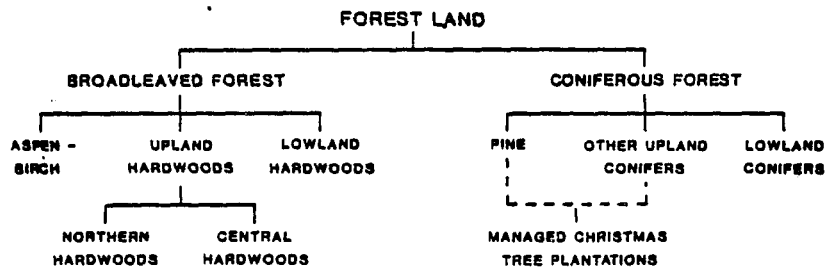 FOREST LAND
BROADLEAVED FOREST
CONIFEROUS FOREST
ASPEN -
BIRCH
UPLAND
HARDWOODS
LOWLAND
HARDWOODS
PINE
OTHER UPLAND
CONIFERS
LOWLAND
CONIFERS
NORTHERN
HARDWOODS
CENTRAL
HARDWOODS
MANAGED CHRISTMAS
TREE PLANTATIONS